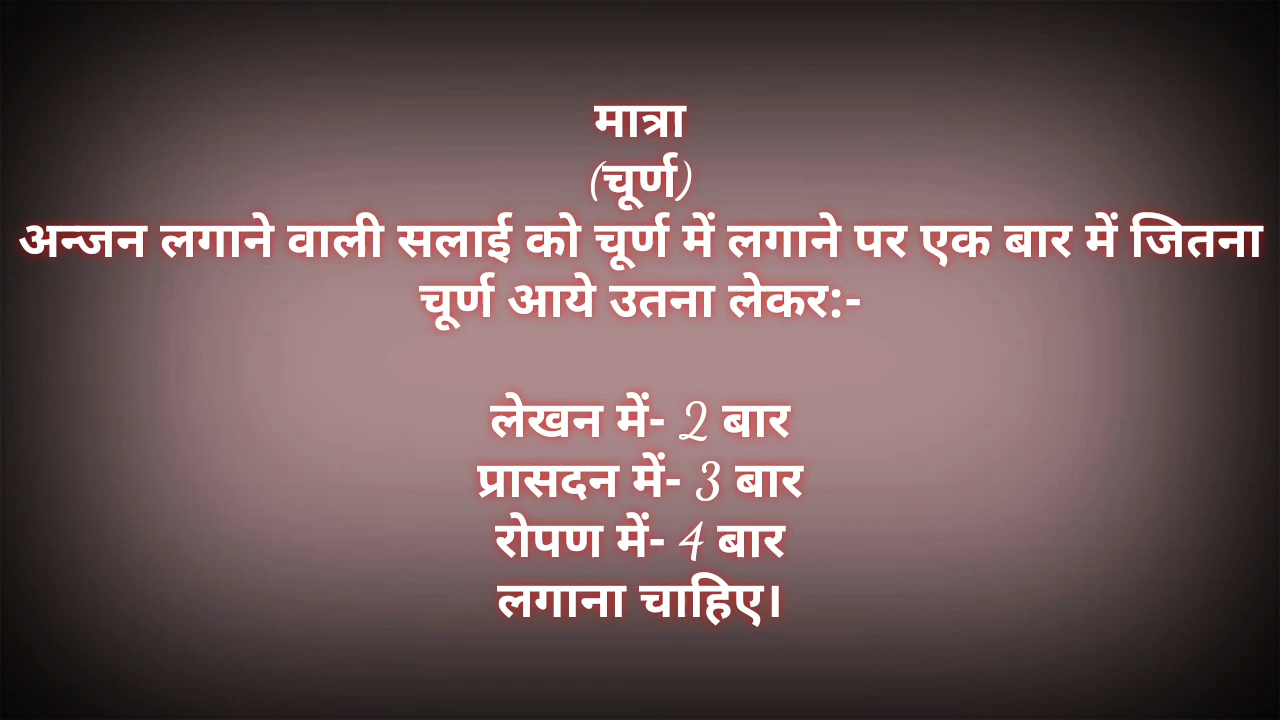 मात्रा
(चूर्ण)
अन्जन लगाने वाली सलाई को चूर्ण में लगाने पर एक बार में जितना
चूर्ण आये उतना लेकर:-
लेखन में- 2 बार
प्रासदन में- 3 बार
रोपण में- 4 बार
लगाना चाहिए।